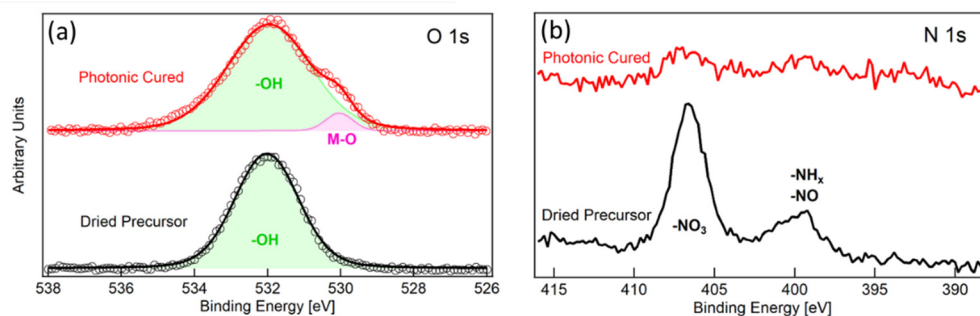 (a)
O 1s
Photonic Cured
-OH
M-O
Dried Precursor
-OH
Arbitrary Units
538 536 534 532 530 528 526
Binding Energy [eV]
(b)
N 1s
Photonic Cured
-NHx
-NO
Dried Precursor
-NO3
415 410 405 400 395 390
Binding Energy [eV]